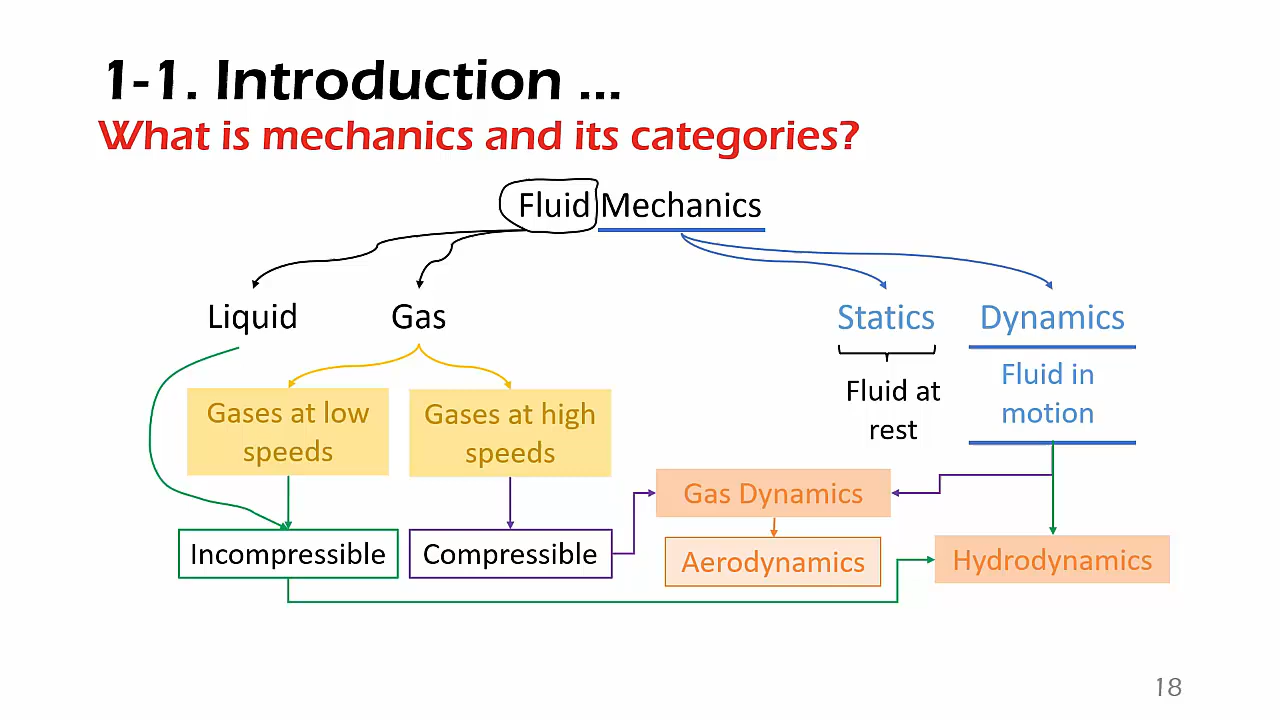 1-1. Introduction ...
What is mechanics and its categories?
Fluid Mechanics
Liquid
Gas
Statics
Dynamics
Fluid at
rest
Fluid in
motion
Gases at low
speeds
Gases at high
speeds
Gas Dynamics
Incompressible
Compressible
Aerodynamics
Hydrodynamics
18